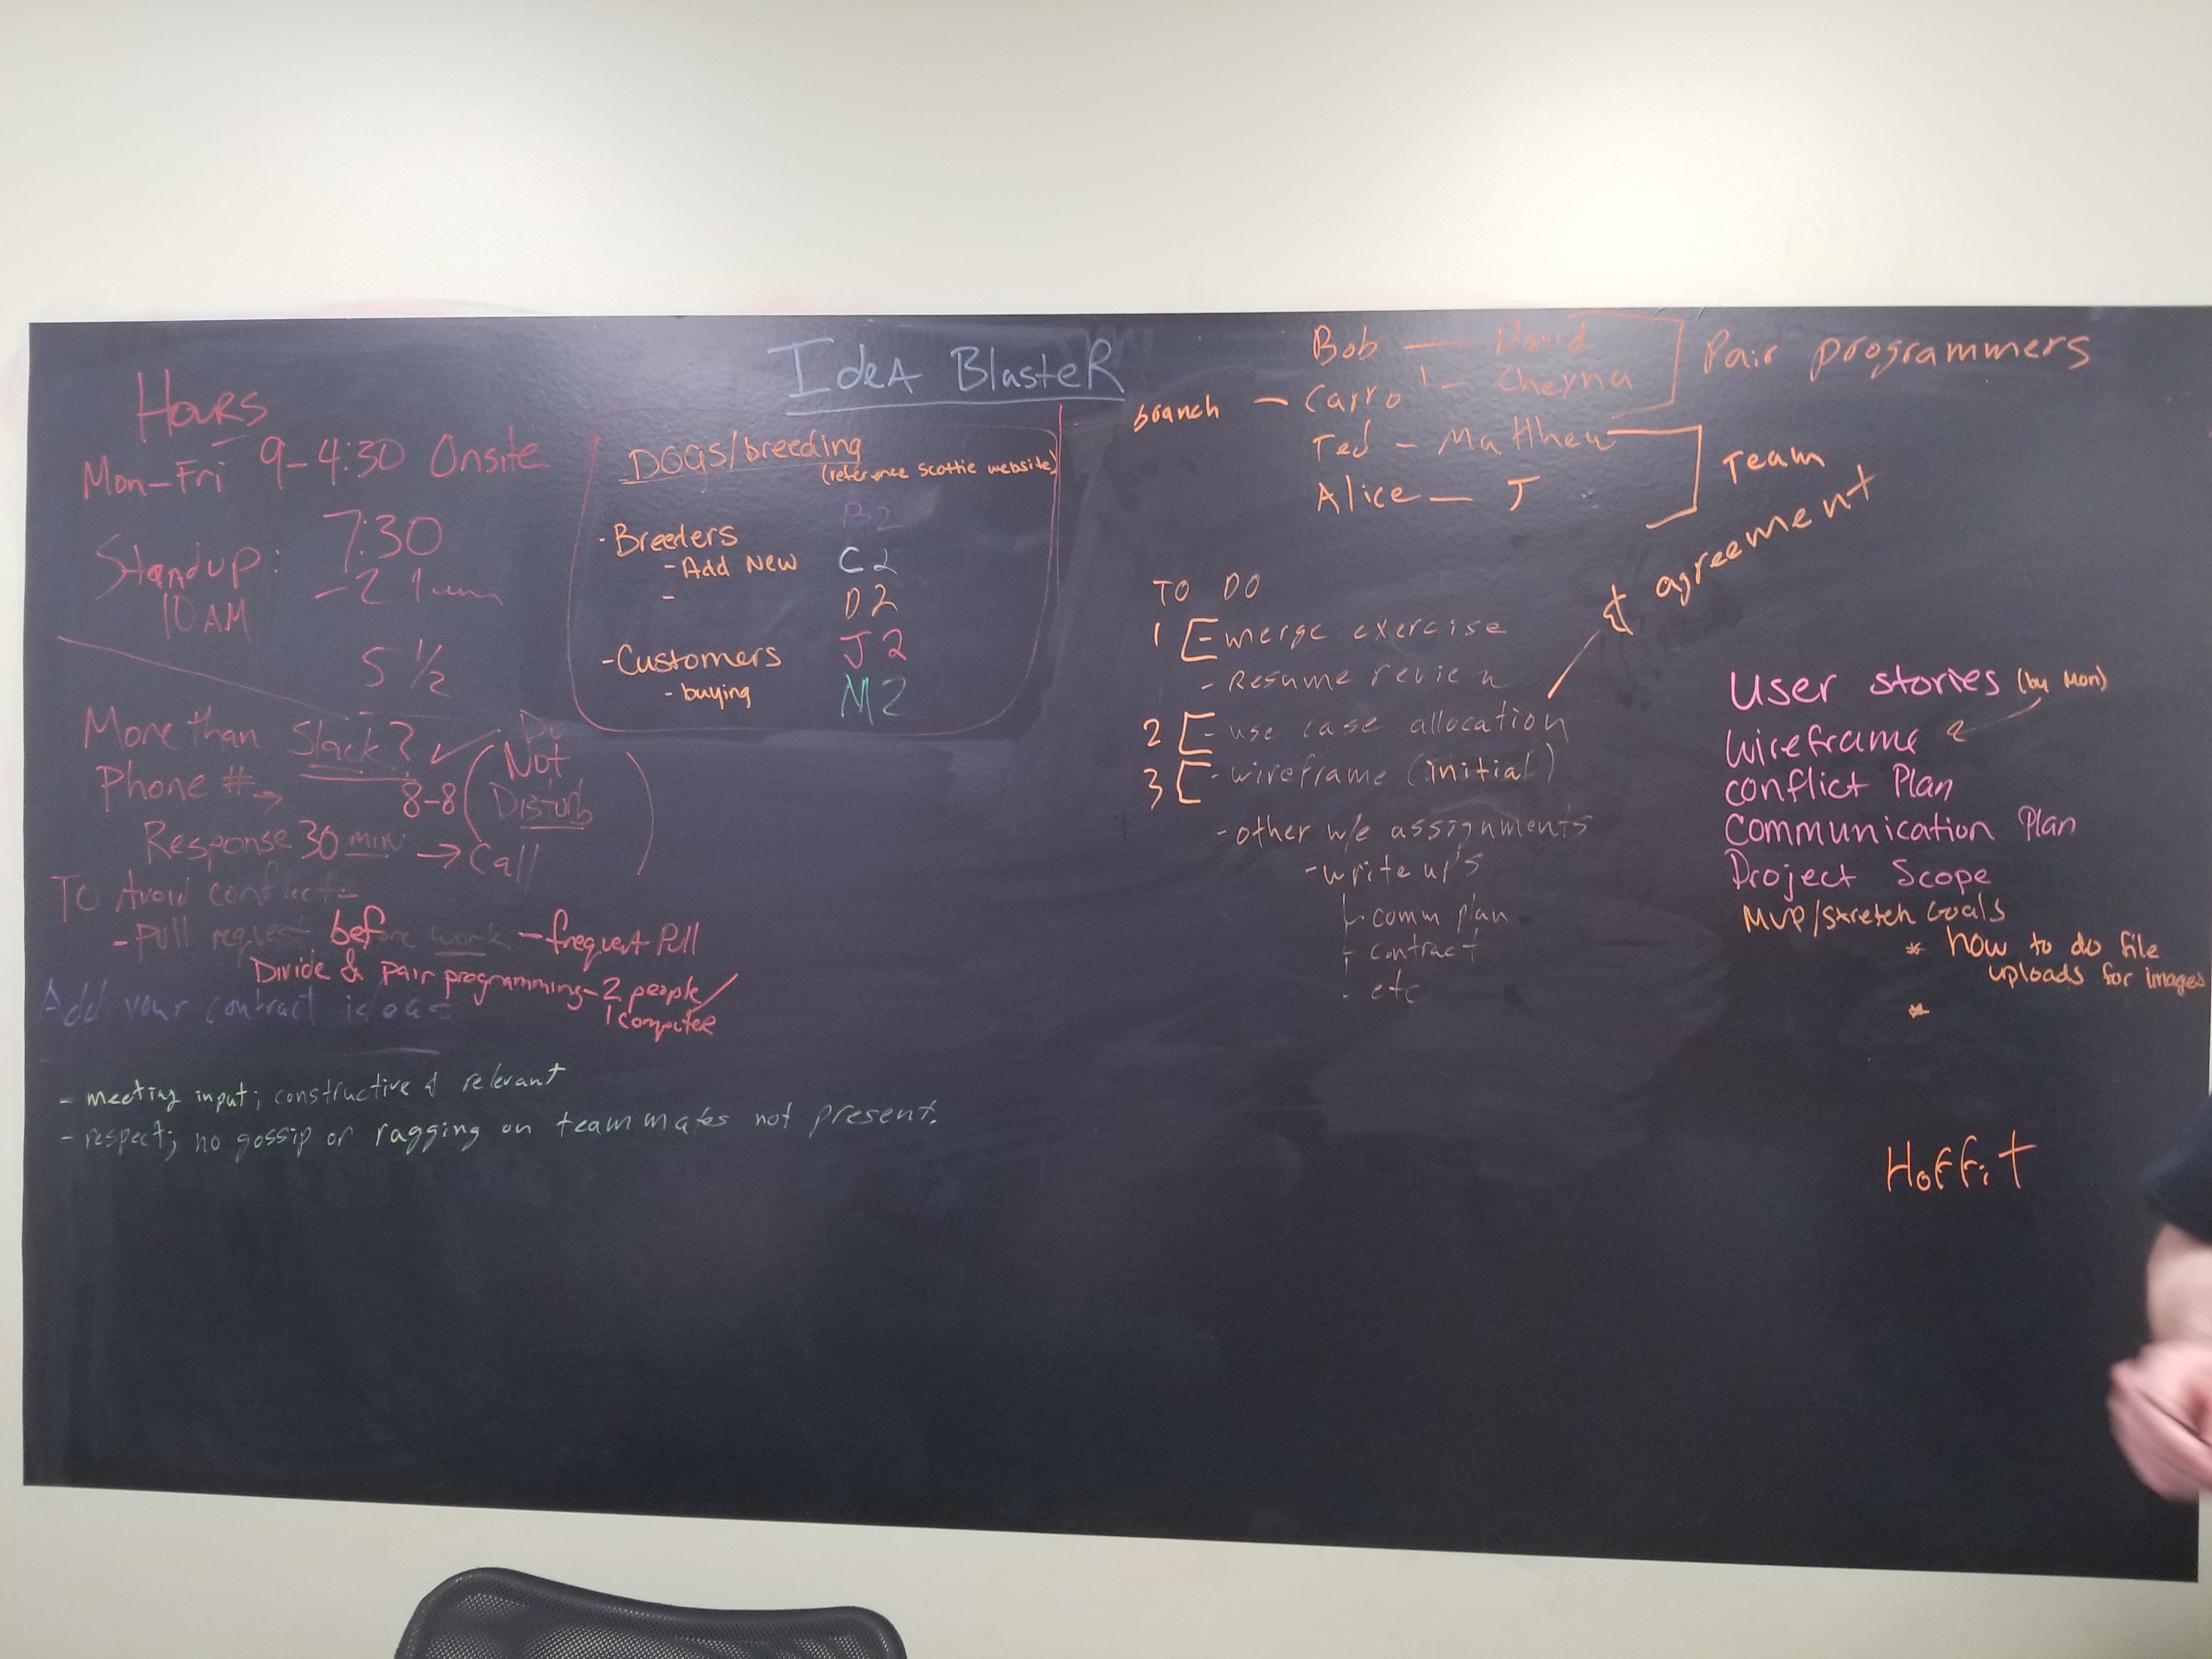 IdeA BlasteR
Hours
Mon-Fri 9-4:30 Onsite
Standup: 7:30
10 AM -2 1
5 1/2
More than Slack? ✓ Do
Phone # → 8-8 ( Not
Disturb )
Response 30 min → Call
To Avoid conflict-
- Pull request before work - frequent Pull
Divide & pair programming - 2 people/
1 computer
Add your contract ideas
- meeting input; constructive & relevant
- respect; no gossip or ragging on teammates not present.
DOGS/breeding
(reference Scottie website)
B2
- Breeders
- Add New C2
- D2
J2
- Customers
- buying M2
Bob — David
branch — Carro - Cheyna
Pair programmers
Ted - Matthew
Alice — J
Team
& agreement
TO DO
1 [- merge exercise
- Resume review
2 [- use case allocation
3 [- wireframe (initial)
- other w/e assignments
- write up's
- comm plan
- contract
- etc
User stories (by Mon)
wireframe
conflict Plan
Communication Plan
Project Scope
MVP/Stretch Goals
* how to do file
uploads for images
*
Hoffit